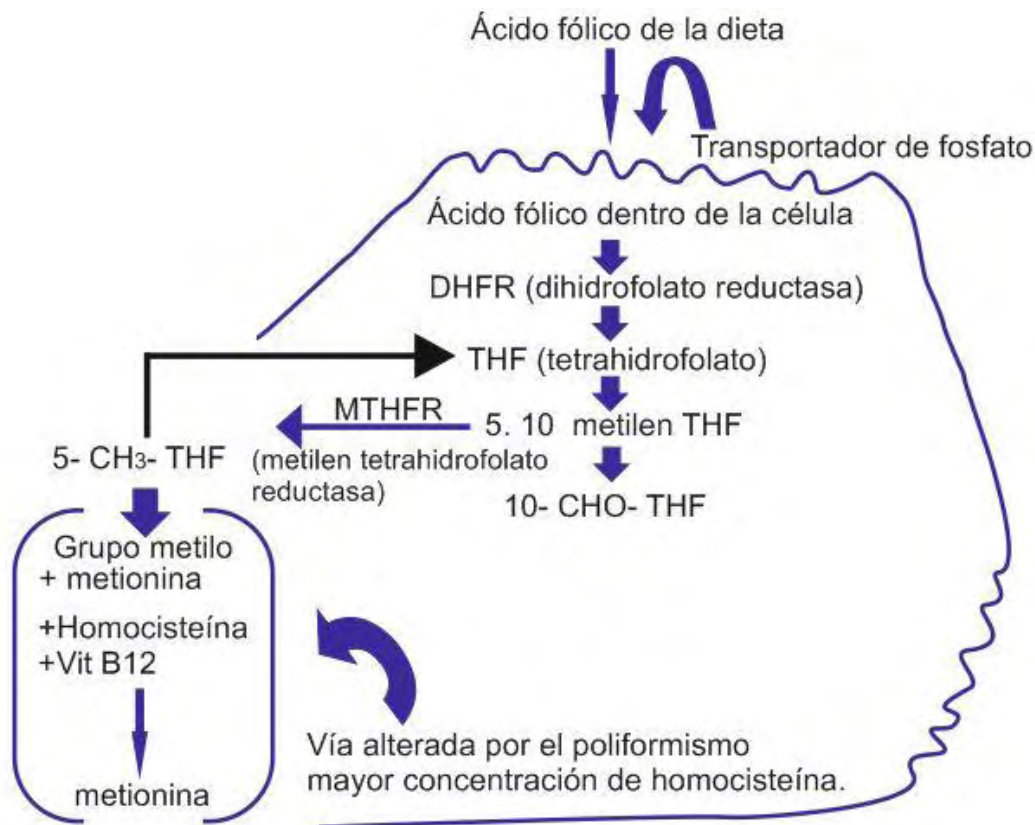 Ácido fólico de la dieta
Transportador de fosfato
Ácido fólico dentro de la célula
DHFR (dihidrofolato reductasa)
THF (tetrahidrofolato)
MTHFR
5. 10 metilen THF
5- CH₃- THF
(metilen tetrahidrofolato
reductasa)
10- CHO- THF
Grupo metilo
+ metionina
+Homocisteína
+Vit B12
metionina
Vía alterada por el poliformismo
mayor concentración de homocisteína.